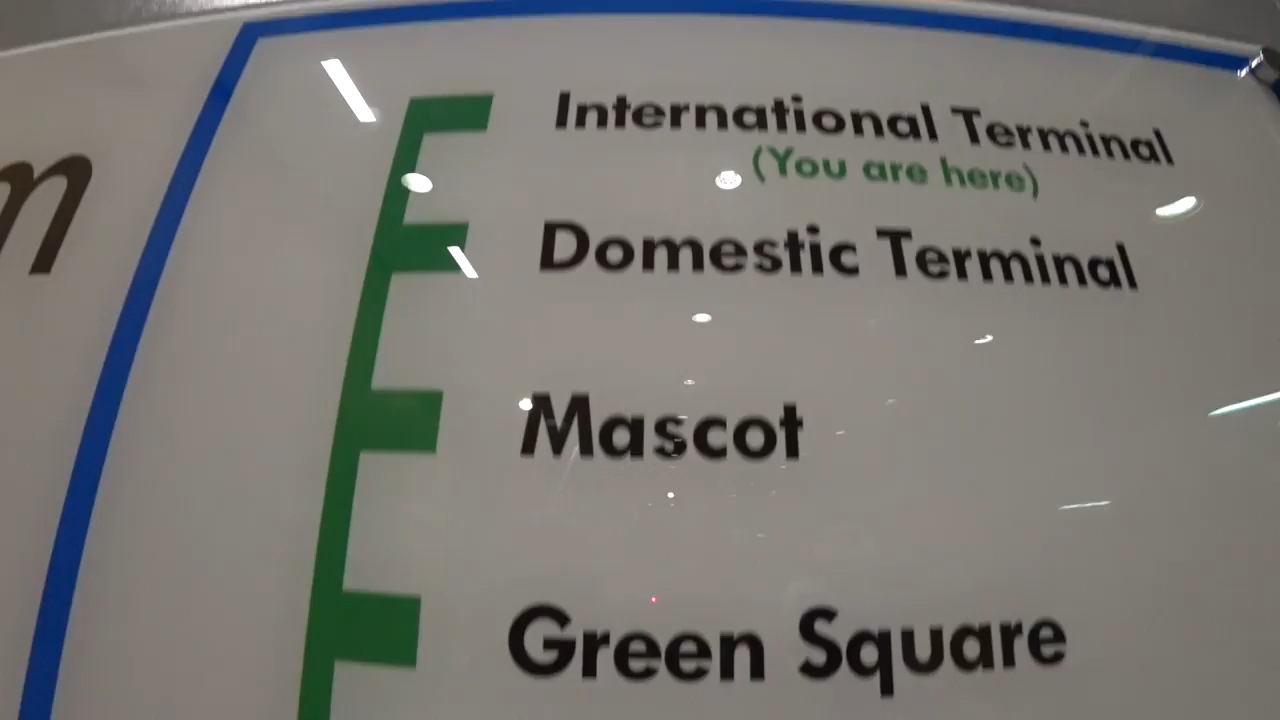 International Terminal
(You are here)
Domestic Terminal
Mascot
Green Square